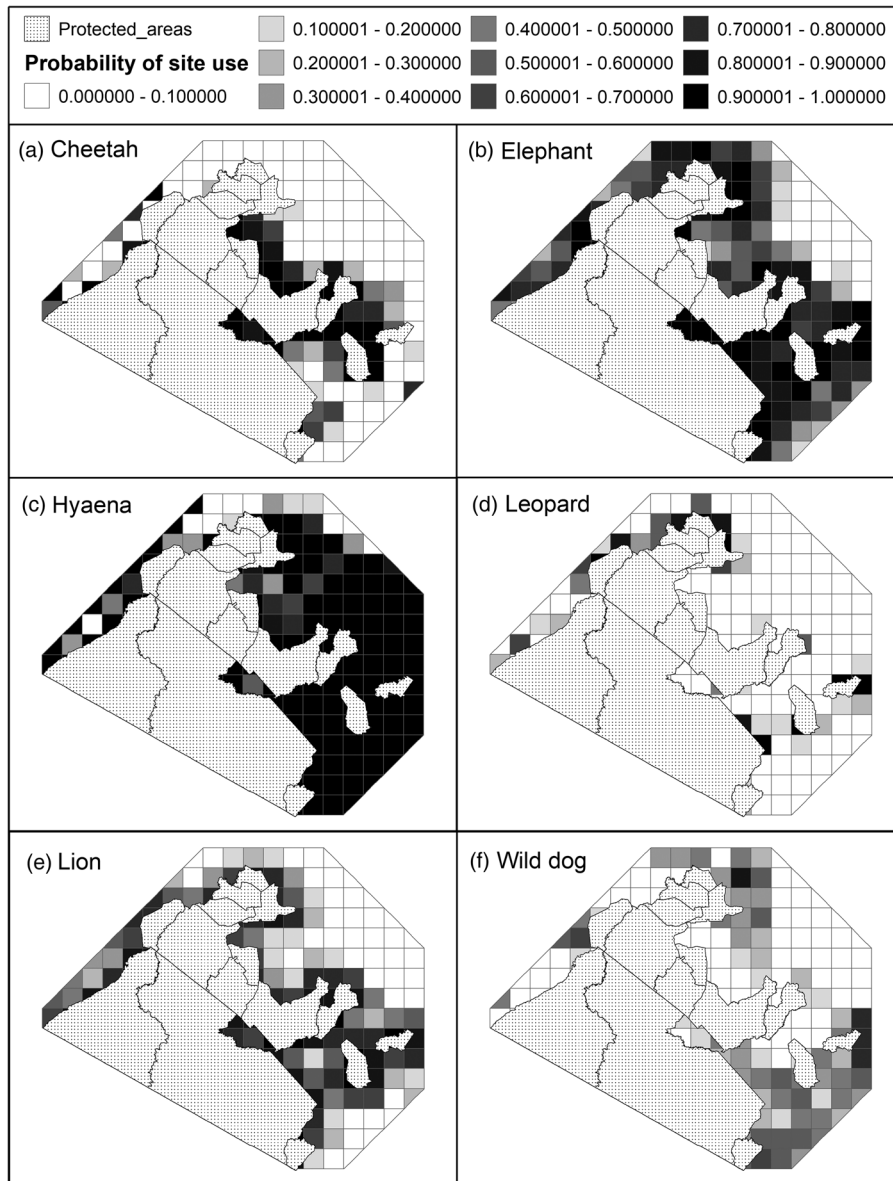 Protected_areas
Probability of site use
0.000000 - 0.100000
0.100001 - 0.200000
0.200001 - 0.300000
0.300001 - 0.400000
0.400001 - 0.500000
0.500001 - 0.600000
0.600001 - 0.700000
0.700001 - 0.800000
0.800001 - 0.900000
0.900001 - 1.000000
(a) Cheetah
(b) Elephant
(c) Hyaena
(d) Leopard
(e) Lion
(f) Wild dog